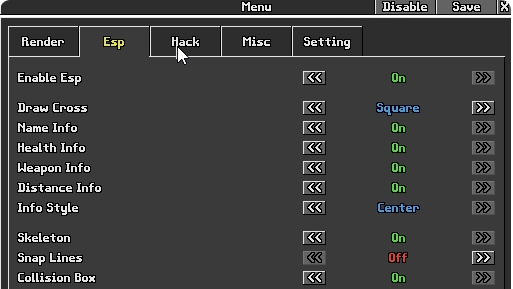 Menu Disable Save X
Render Esp Hack Misc Setting
Enable Esp << On >>
Draw Cross << Square >>
Name Info << On >>
Health Info << On >>
Weapon Info << On >>
Distance Info << On >>
Info Style << Center >>
Skeleton << On >>
Snap Lines << Off >>
Collision Box << On >>